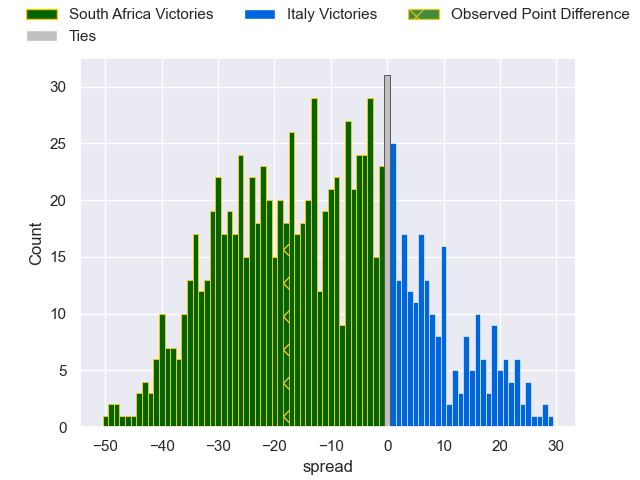 South Africa Victories
Italy Victories
Observed Point Difference
Ties
Count
30
25
20
15
10
5
0
−50 −40 −30 −20 −10 0 10 20 30
spread